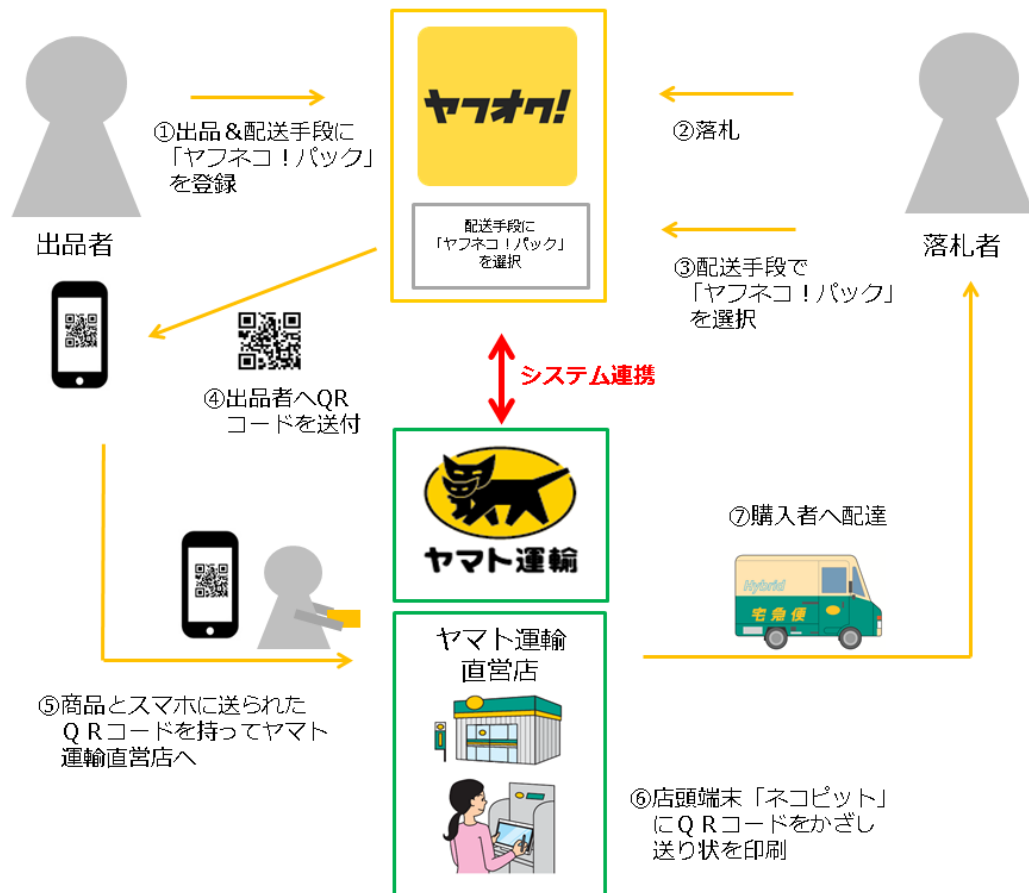 ヤフオク!
①出品&配送手段に
「ヤフネコ!パック」
を登録
②落札
配送手段に
「ヤフネコ!パック」
を選択
出品者
落札者
③配送手段で
「ヤフネコ!パック」
を選択
システム連携
④出品者へQR
コードを送付
ヤマト運輸
⑦購入者へ配達
Hybrid
宅急便
ヤマト運輸
直営店
⑤商品とスマホに送られた
QRコードを持ってヤマト
運輸直営店へ
⑥店頭端末「ネコピット」
にQRコードをかざし
送り状を印刷